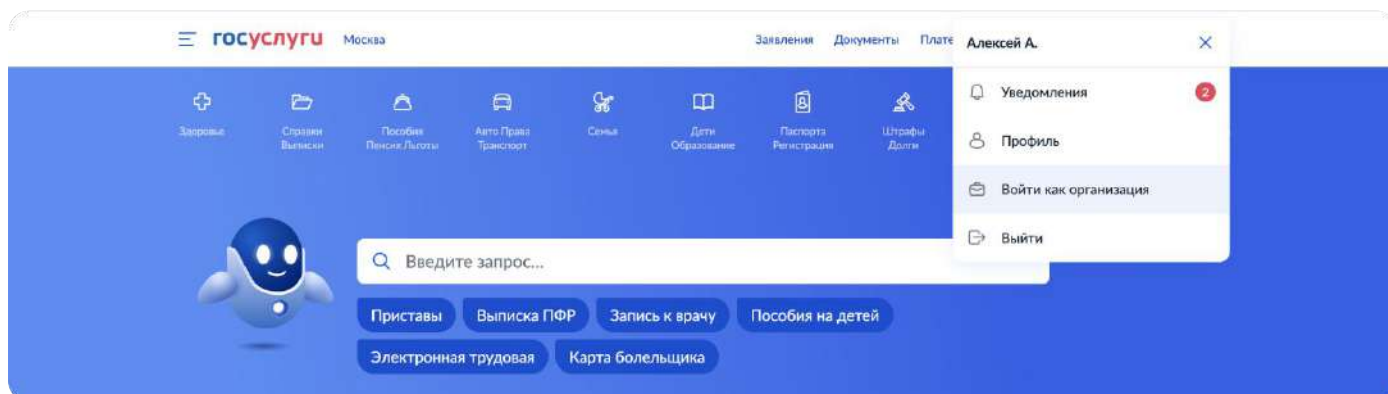 госуслуги Москва Заявления Документы Плате Алексей А.
Уведомления 2
Здоровье Справки Выписки Пособия Пенсия Льготы Авто Права Транспорт Семья Дети Образование Паспорта Регистрация Штрафы Долги
Профиль
Войти как организация
Выйти
Введите запрос...
Приставы Выписка ПФР Запись к врачу Пособия на детей
Электронная трудовая Карта болельщика